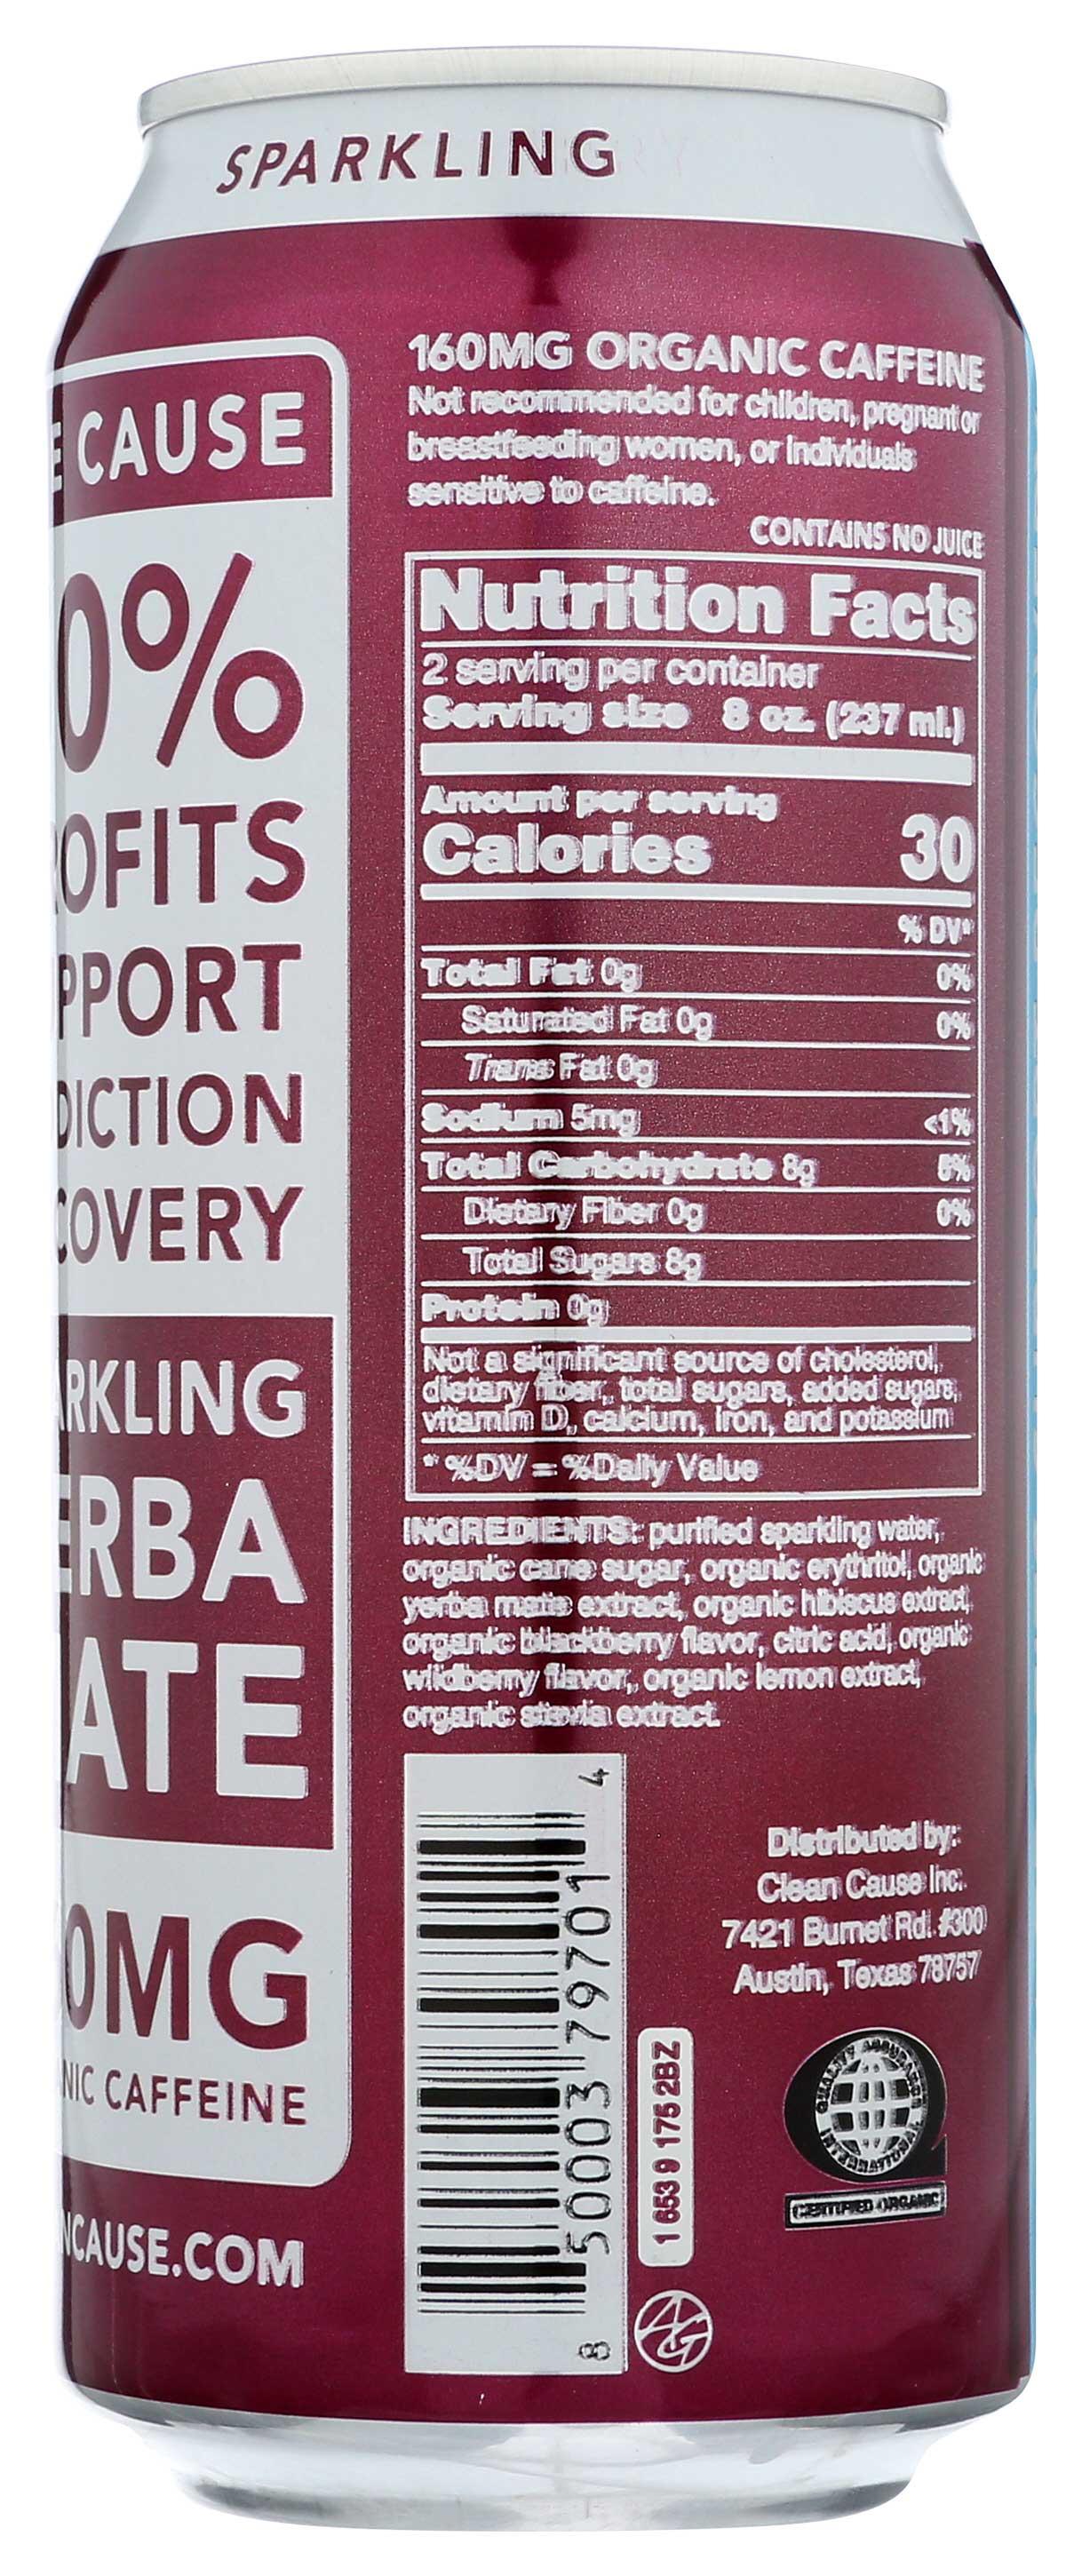 SPARKLING
CAUSE
0%
OFITS
PPORT
DICTION
COVERY
ARKLING
ERBA
ATE
0MG
NIC CAFFEINE
NCAUSE.COM
160MG ORGANIC CAFFEINE
Not recommended for children, pregnant or
breastfeeding women, or individuals
sensitive to caffeine.
CONTAINS NO JUICE
Nutrition Facts
2 serving per container
Serving size 8 oz. (237 ml.)
Amount per serving
Calories 30
% DV*
Total Fat 0g 0%
Saturated Fat 0g 0%
Trans Fat 0g
Sodium 5mg <1%
Total Carbohydrate 8g 5%
Dietary Fiber 0g 0%
Total Sugars 8g
Protein 0g
Not a significant source of cholesterol,
dietary fiber, total sugars, added sugars,
vitamim D, calcium, iron, and potassium
* %DV = %Daily Value
INGREDIENTS: purified sparkling water,
organic cane sugar, organic erythritol, organic
yerba mate extract, organic hibiscus extract,
organic blackberry flavor, citric acid, organic
wildberry flavor, organic lemon extract,
organic stevia extract.
8 50003 79701 4
1 653 9 175 2BZ
Distributed by:
Clean Cause Inc.
7421 Burnet Rd. #300
Austin, Texas 78757
QUALITY ASSURANCE INTERNATIONAL
CERTIFIED ORGANIC